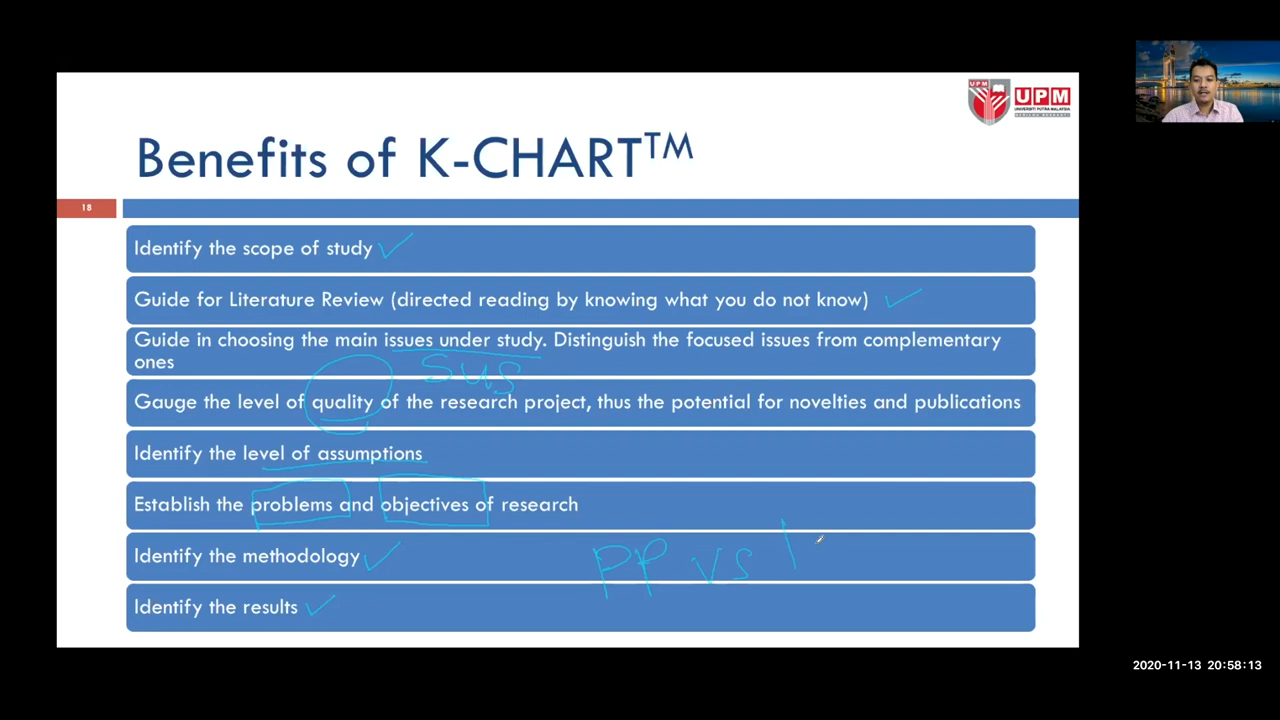 UPM
UNIVERSITI PUTRA MALAYSIA
Benefits of K-CHART™
18
Identify the scope of study
Guide for Literature Review (directed reading by knowing what you do not know)
Guide in choosing the main issues under study. Distinguish the focused issues from complementary
ones
sus
Gauge the level of quality of the research project, thus the potential for novelties and publications
Identify the level of assumptions
Establish the problems and objectives of research
Identify the methodology
PP vs
Identify the results
2020-11-13 20:58:13